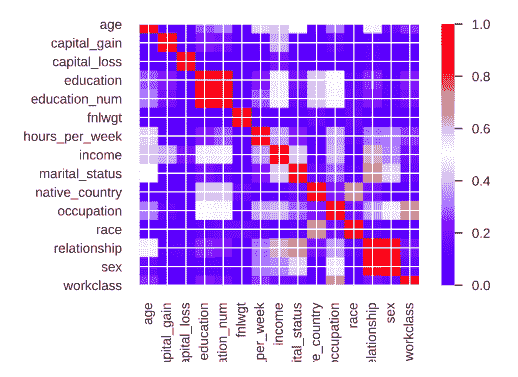 age
capital_gain
capital_loss
education
education_num
fnlwgt
hours_per_week
income
marital_status
native_country
occupation
race
relationship
sex
workclass
age
apital_gain
apital_loss
education
ation_num
fnlwgt
per_week
income
ital_status
e_country
occupation
race
elationship
sex
workclass
1.0
0.8
0.6
0.4
0.2
0.0